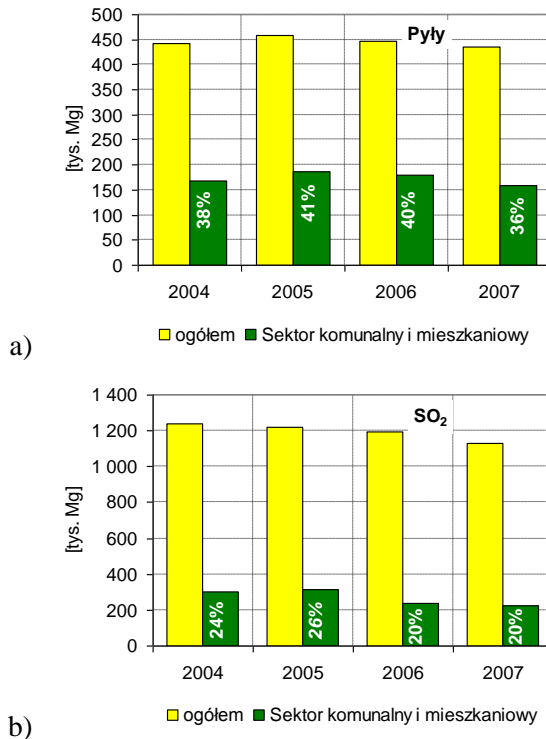 500
450
400
350
300
250
200
150
100
50
0
[tys. Mg]
Pyły
38%
41%
40%
36%
2004 2005 2006 2007
ogółem Sektor komunalny i mieszkaniowy
a)
1 400
1 200
1 000
800
600
400
200
0
[tys. Mg]
SO₂
24%
26%
20%
20%
2004 2005 2006 2007
ogółem Sektor komunalny i mieszkaniowy
b)